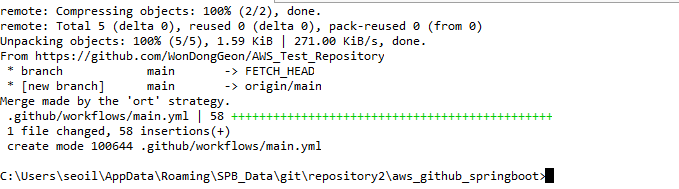 remote: Compressing objects: 100% (2/2), done.
remote: Total 5 (delta 0), reused 0 (delta 0), pack-reused 0 (from 0)
Unpacking objects: 100% (5/5), 1.59 KiB | 271.00 KiB/s, done.
From https://github.com/WonDongGeon/AWS_Test_Repository
 * branch            main       -> FETCH_HEAD
 * [new branch]      main       -> origin/main
Merge made by the 'ort' strategy.
 .github/workflows/main.yml | 58 ++++++++++++++++++++++++++++++++++++++++++++++
 1 file changed, 58 insertions(+)
 create mode 100644 .github/workflows/main.yml
C:\Users\seoil\AppData\Roaming\SPB_Data\git\repository2\aws_github_springboot>